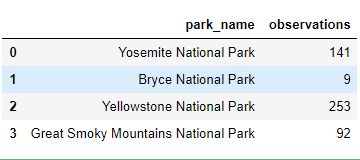 park_name observations
0 Yosemite National Park 141
1 Bryce National Park 9
2 Yellowstone National Park 253
3 Great Smoky Mountains National Park 92